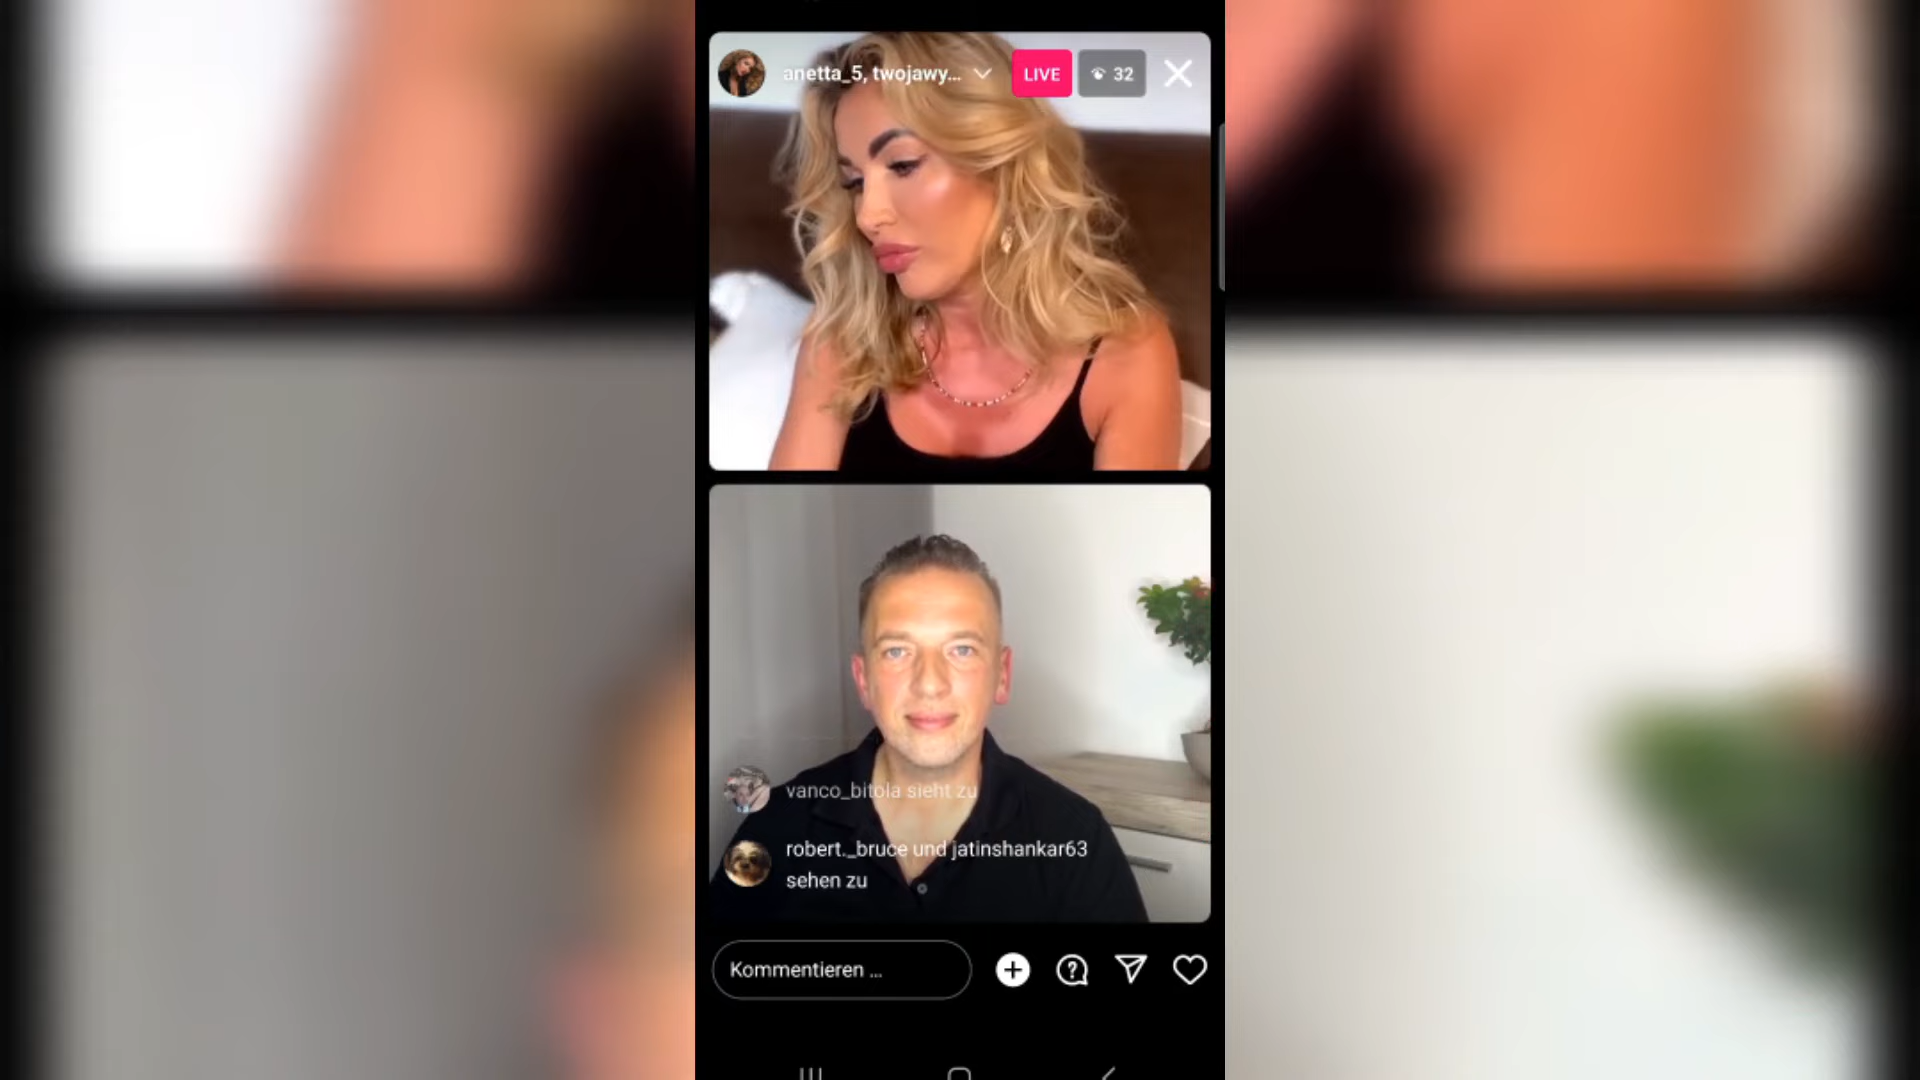 anetta_5, twojawy...
LIVE
32
vanco_bitola sieht zu
robert._bruce und jatinshankar63
sehen zu
Kommentieren ...